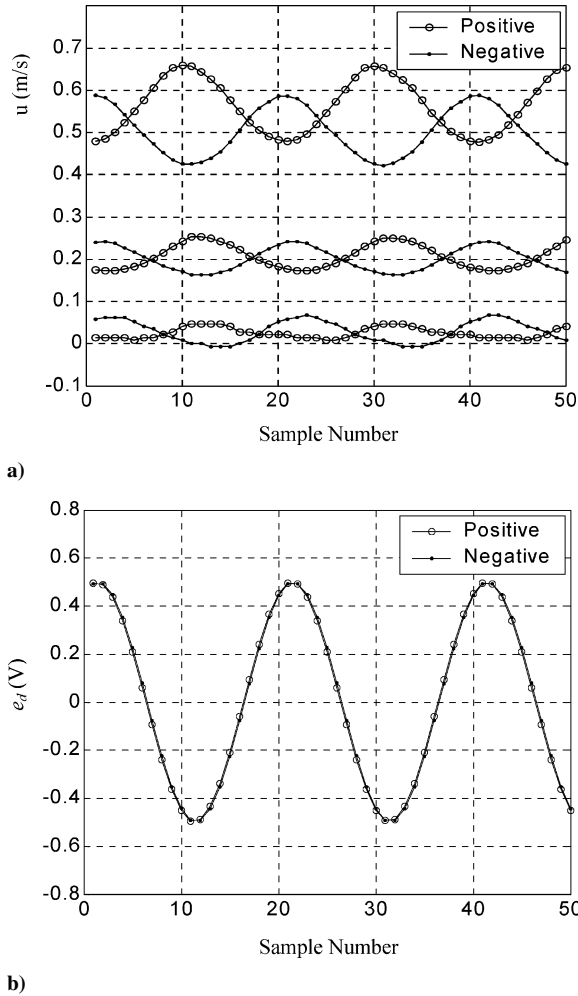 0.7
0.6
0.5
0.4
0.3
0.2
0.1
0
-0.1
u (m/s)
Positive
Negative
0 10 20 30 40 50
Sample Number
a)
0.8
0.6
0.4
0.2
0
-0.2
-0.4
-0.6
-0.8
e_d (V)
Positive
Negative
0 10 20 30 40 50
Sample Number
b)